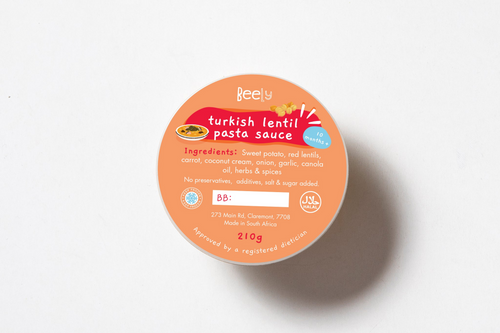 Beely
turkish lentil
pasta sauce
10
months +
Ingredients: Sweet potato, red lentils,
carrot, coconut cream, onion, garlic, canola
oil, herbs & spices
No preservatives, additives, salt & sugar added.
BB:
HALAL
275 Main Rd, Claremont, 7708
Made in South Africa
210g
Approved by a registered dietician